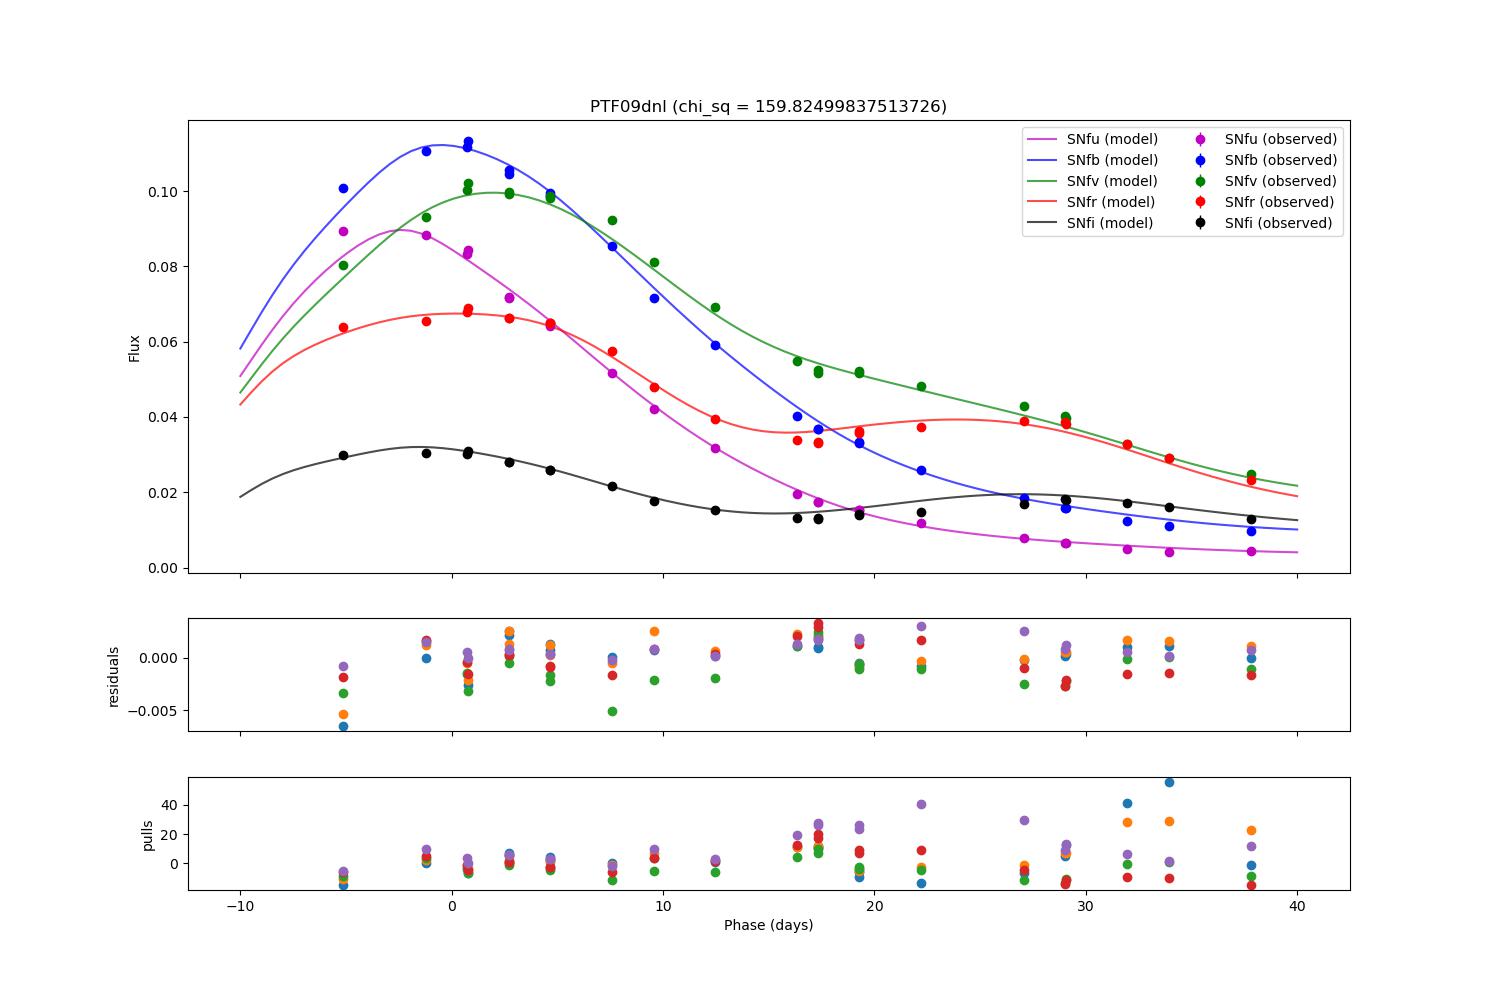 PTF09dnl (chi_sq = 159.82499837513726)
SNfu (model) SNfu (observed)
SNfb (model) SNfb (observed)
SNfv (model) SNfv (observed)
SNfr (model) SNfr (observed)
SNfi (model) SNfi (observed)
Flux
0.10
0.08
0.06
0.04
0.02
0.00
residuals
0.000
−0.005
pulls
40
20
0
−10 0 10 20 30 40
Phase (days)